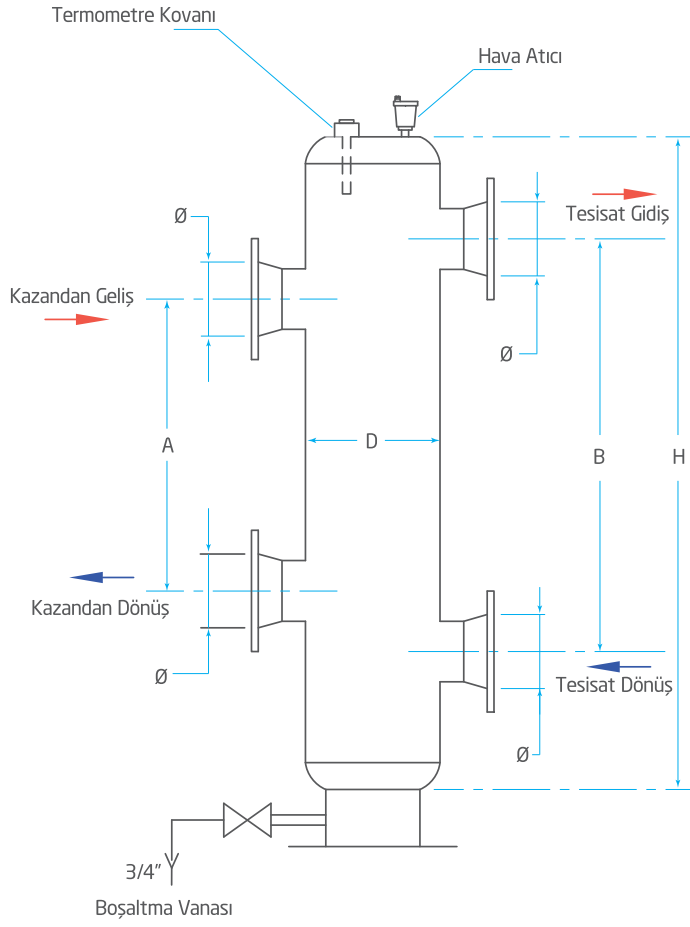 Termometre Kovanı
Hava Atıcı
Tesisat Gidiş
Ø
Kazandan Geliş
Ø
A
D
B
H
Kazandan Dönüş
Ø
Tesisat Dönüş
Ø
3/4"
Boşaltma Vanası